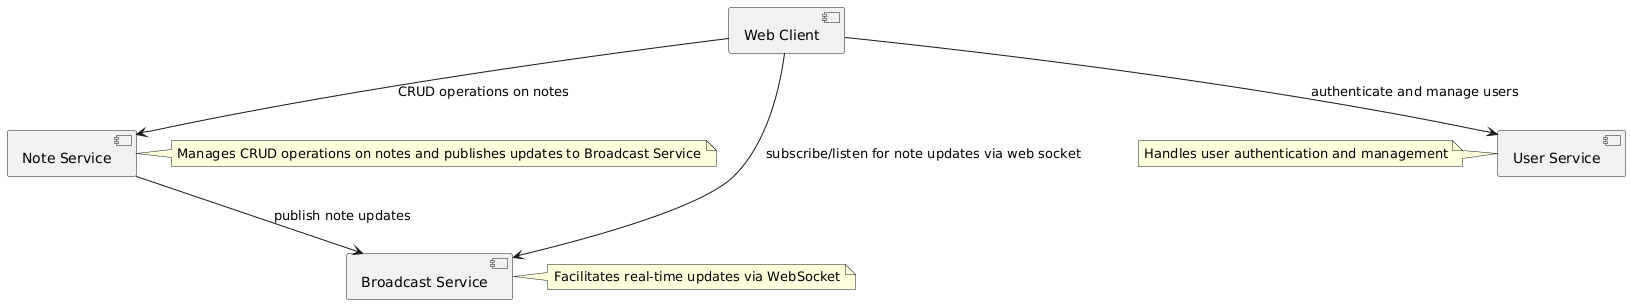 Web Client
CRUD operations on notes
authenticate and manage users
Note Service
Manages CRUD operations on notes and publishes updates to Broadcast Service
subscribe/listen for note updates via web socket
Handles user authentication and management
User Service
publish note updates
Broadcast Service
Facilitates real-time updates via WebSocket